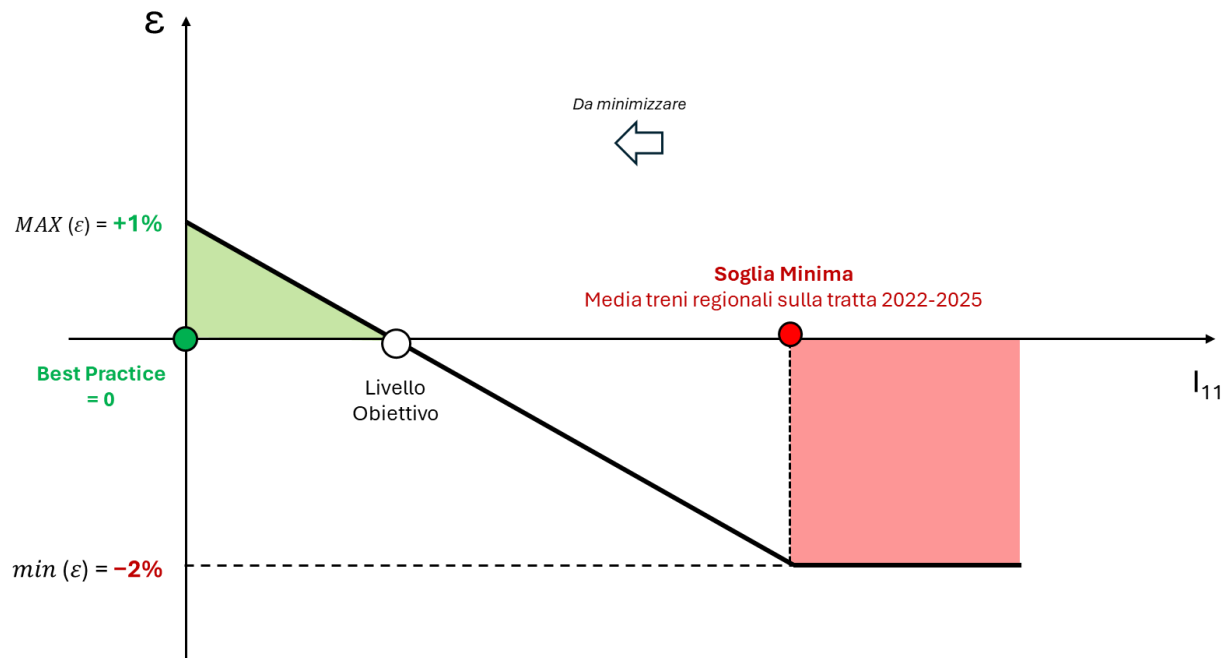 ε
Da minimizzare
MAX (ε) = +1%
Soglia Minima
Media treni regionali sulla tratta 2022-2025
Best Practice
= 0
Livello
Obiettivo
I₁₁
min (ε) = −2%